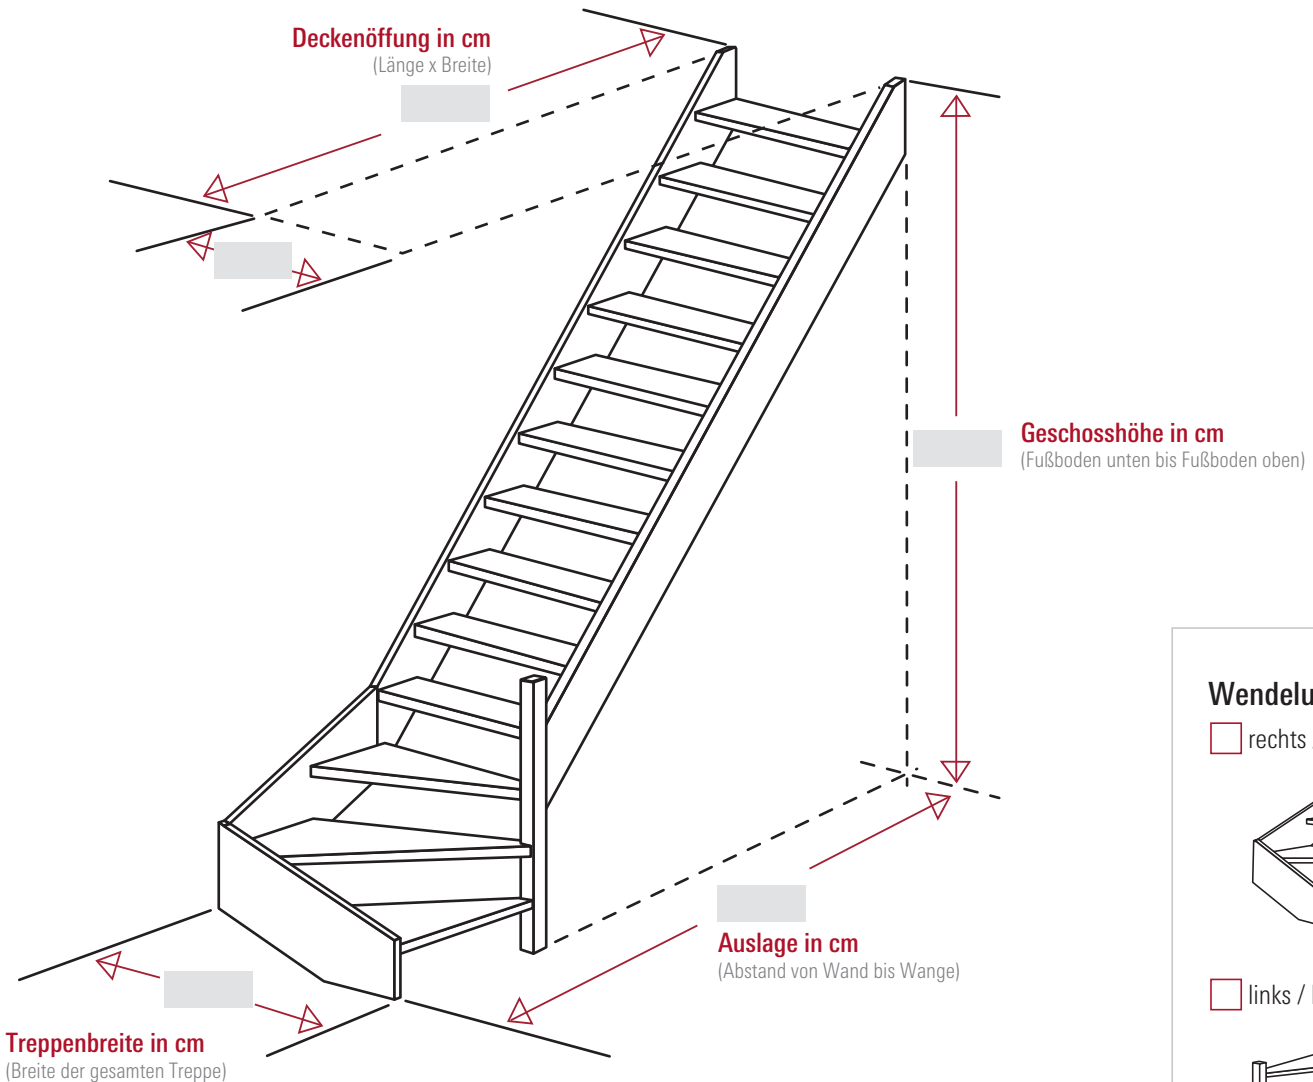 Deckenöffung in cm
(Länge x Breite)
Geschosshöhe in cm
(Fußboden unten bis Fußboden oben)
rechts
links /
Auslage in cm
(Abstand von Wand bis Wange)
Treppenbreite in cm
(Breite der gesamten Treppe)